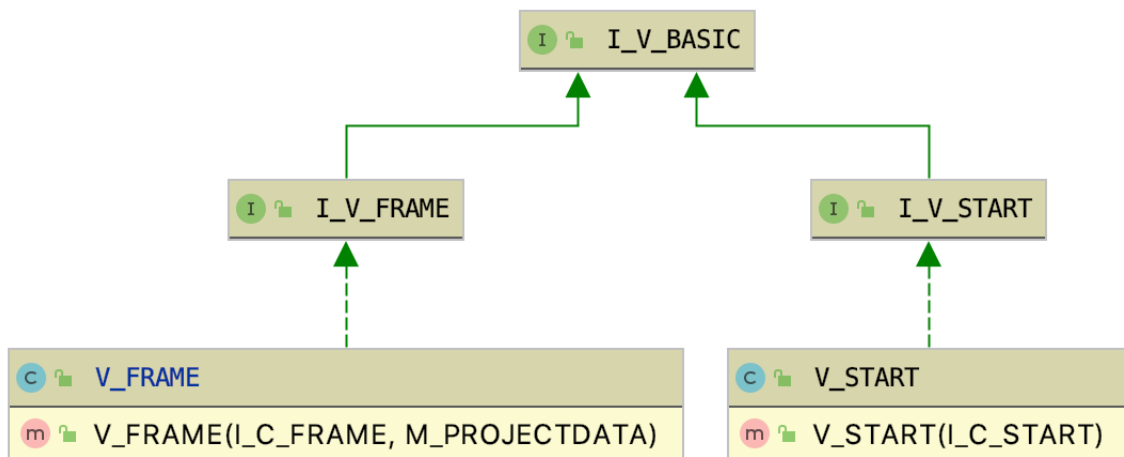 I I_V_BASIC
I I_V_FRAME
I I_V_START
C V_FRAME
m V_FRAME(I_C_FRAME, M_PROJECTDATA)
C V_START
m V_START(I_C_START)